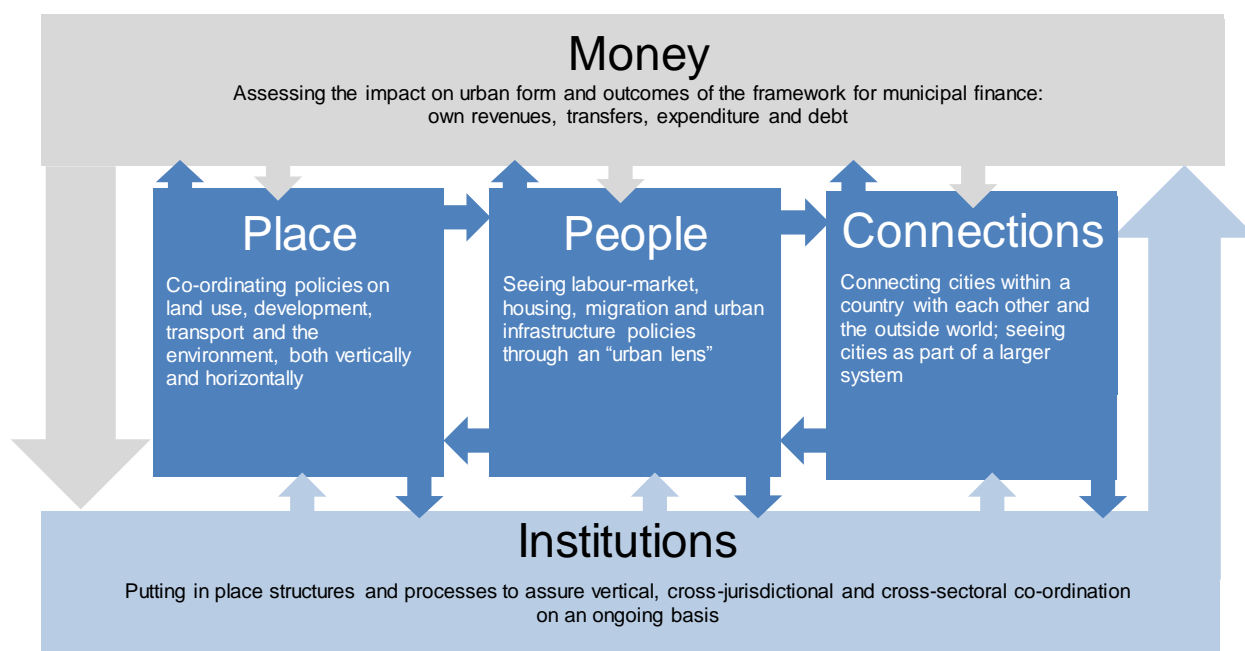 Money
Assessing the impact on urban form and outcomes of the framework for municipal finance:
own revenues, transfers, expenditure and debt
Place
Co-ordinating policies on
land use, development,
transport and the
environment, both vertically
and horizontally
People
Seeing labour-market,
housing, migration and urban
infrastructure policies
through an “urban lens”
Connections
Connecting cities within a
country with each other and
the outside world; seeing
cities as part of a larger
system
Institutions
Putting in place structures and processes to assure vertical, cross-jurisdictional and cross-sectoral co-ordination
on an ongoing basis